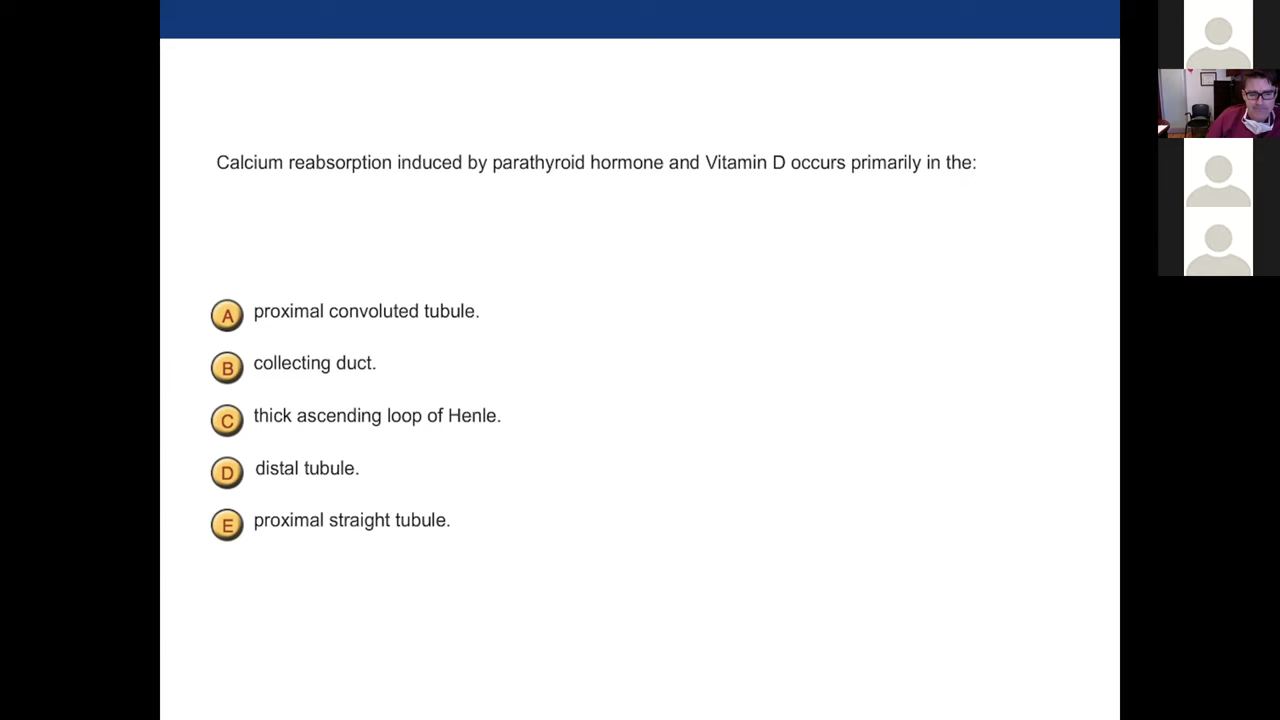 Calcium reabsorption induced by parathyroid hormone and Vitamin D occurs primarily in the:
A proximal convoluted tubule.
B collecting duct.
C thick ascending loop of Henle.
D distal tubule.
E proximal straight tubule.